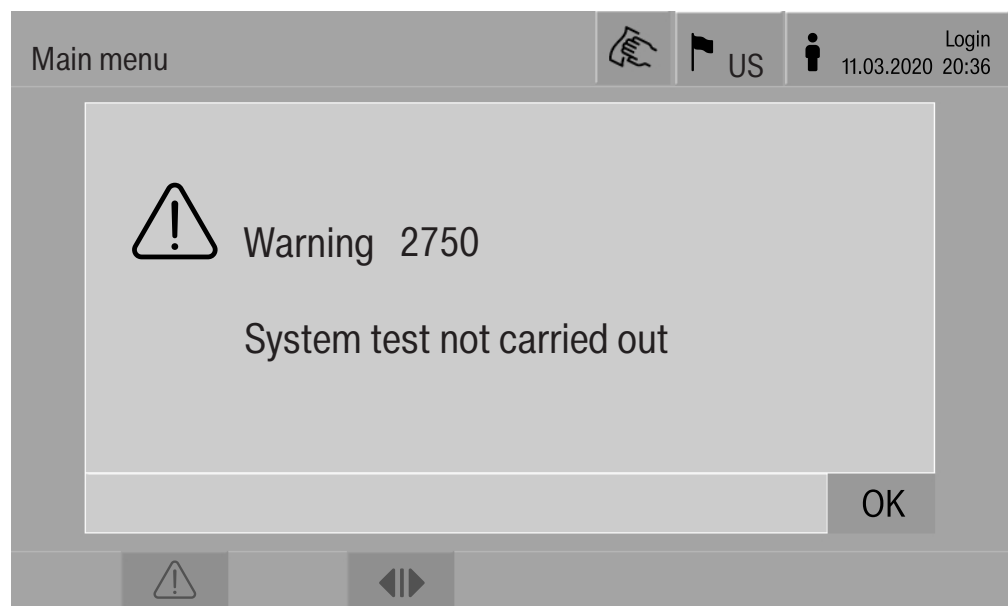 Main menu
US
Login
11.03.2020 20:36
Warning 2750
System test not carried out
OK